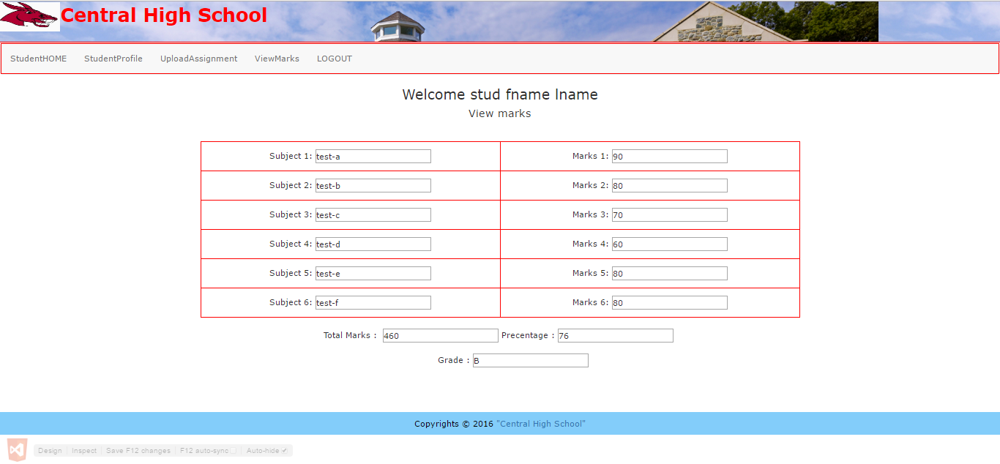 Central High School
StudentHOME StudentProfile UploadAssignment ViewMarks LOGOUT
Welcome stud fname lname
View marks
Subject 1: test-a Marks 1: 90
Subject 2: test-b Marks 2: 80
Subject 3: test-c Marks 3: 70
Subject 4: test-d Marks 4: 60
Subject 5: test-e Marks 5: 80
Subject 6: test-f Marks 6: 80
Total Marks : 460 Precentage : 76
Grade : B
Copyrights © 2016 "Central High School"
Design | Inspect | Save F12 changes | F12 auto-sync | Auto-hide ✔